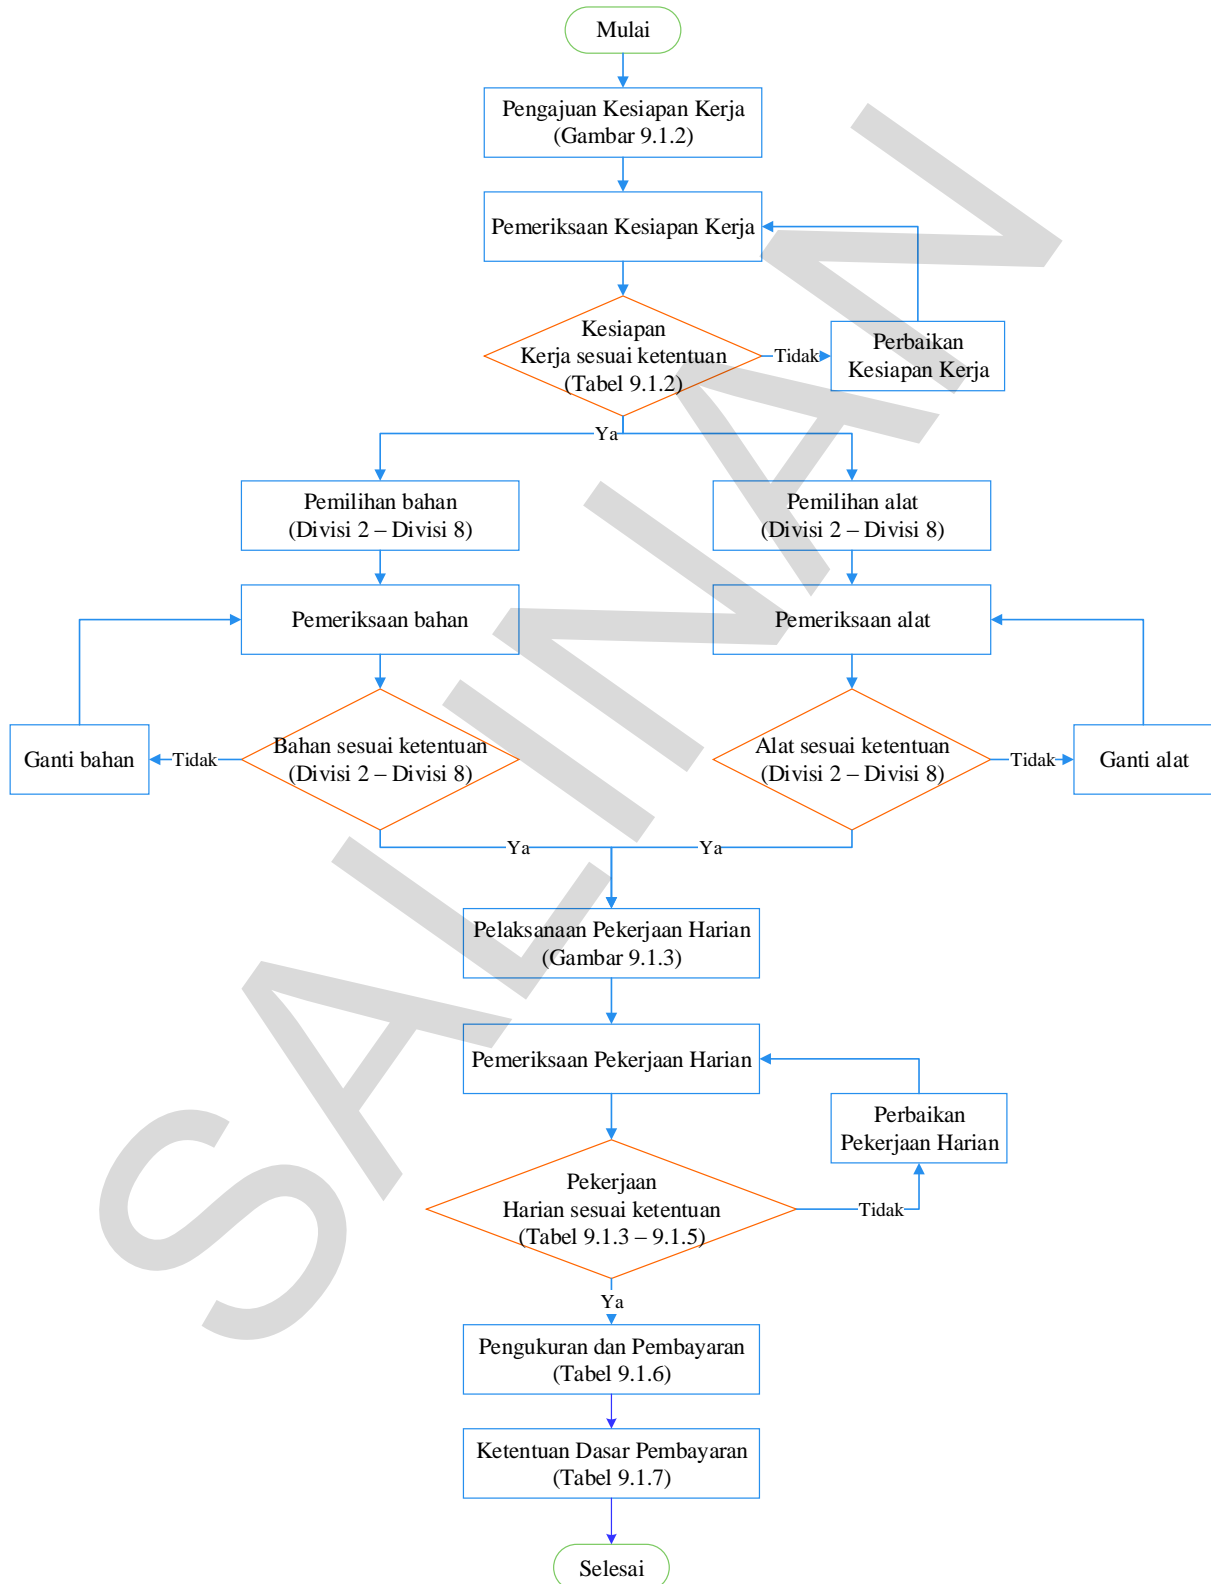 Mulai
Pengajuan Kesiapan Kerja
(Gambar 9.1.2)
Pemeriksaan Kesiapan Kerja
Kesiapan
Kerja sesuai ketentuan
(Tabel 9.1.2)
Tidak
Perbaikan
Kesiapan Kerja
Ya
Pemilihan bahan
(Divisi 2 – Divisi 8)
Pemilihan alat
(Divisi 2 – Divisi 8)
Pemeriksaan bahan
Pemeriksaan alat
Ganti bahan
Tidak
Bahan sesuai ketentuan
(Divisi 2 – Divisi 8)
Alat sesuai ketentuan
(Divisi 2 – Divisi 8)
Tidak
Ganti alat
Ya
Ya
Pelaksanaan Pekerjaan Harian
(Gambar 9.1.3)
Pemeriksaan Pekerjaan Harian
Perbaikan
Pekerjaan Harian
Pekerjaan
Harian sesuai ketentuan
(Tabel 9.1.3 – 9.1.5)
Tidak
Ya
Pengukuran dan Pembayaran
(Tabel 9.1.6)
Ketentuan Dasar Pembayaran
(Tabel 9.1.7)
Selesai
SALINAN